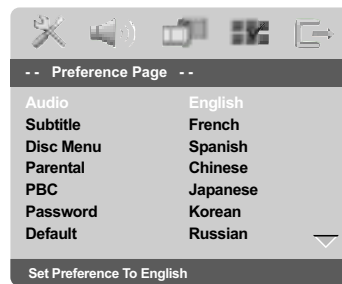 -- Preference Page --
Audio English
Subtitle French
Disc Menu Spanish
Parental Chinese
PBC Japanese
Password Korean
Default Russian
Set Preference To English